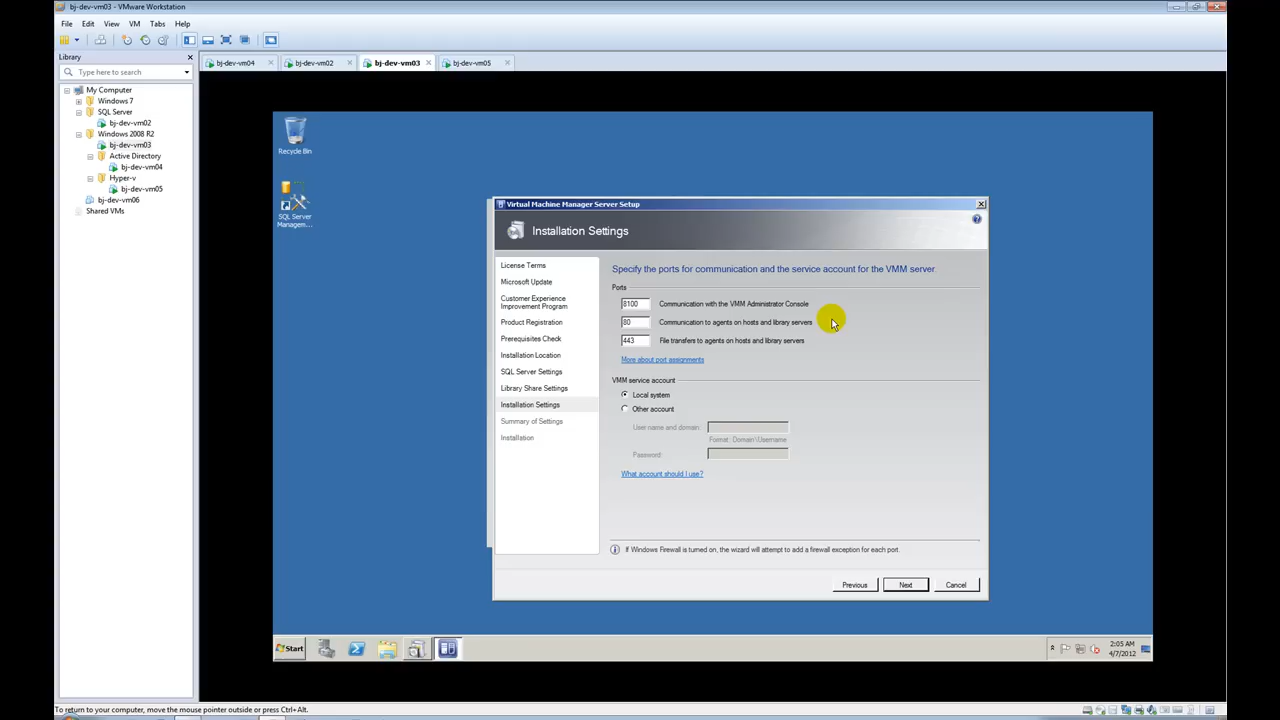 bj-dev-vm03 - VMware Workstation
File Edit View VM Tabs Help
Library
Type here to search
My Computer
Windows 7
SQL Server
bj-dev-vm02
Windows 2008 R2
bj-dev-vm03
Active Directory
bj-dev-vm04
Hyper-v
bj-dev-vm05
bj-dev-vm06
Shared VMs
bj-dev-vm04 bj-dev-vm02 bj-dev-vm03 bj-dev-vm05
Recycle Bin
SQL Server
Managem...
Virtual Machine Manager Server Setup
Installation Settings
License Terms
Microsoft Update
Customer Experience
Improvement Program
Product Registration
Prerequisites Check
Installation Location
SQL Server Settings
Library Share Settings
Installation Settings
Summary of Settings
Installation
Specify the ports for communication and the service account for the VMM server
Ports
8100 Communication with the VMM Administrator Console
80 Communication to agents on hosts and library servers
443 File transfers to agents on hosts and library servers
More about port assignments
VMM service account
Local system
Other account
User name and domain:
Format: Domain\Username
Password:
What account should I use?
If Windows Firewall is turned on, the wizard will attempt to add a firewall exception for each port.
Previous Next Cancel
Start
2:05 AM
4/7/2012
To return to your computer, move the mouse pointer outside or press Ctrl+Alt.